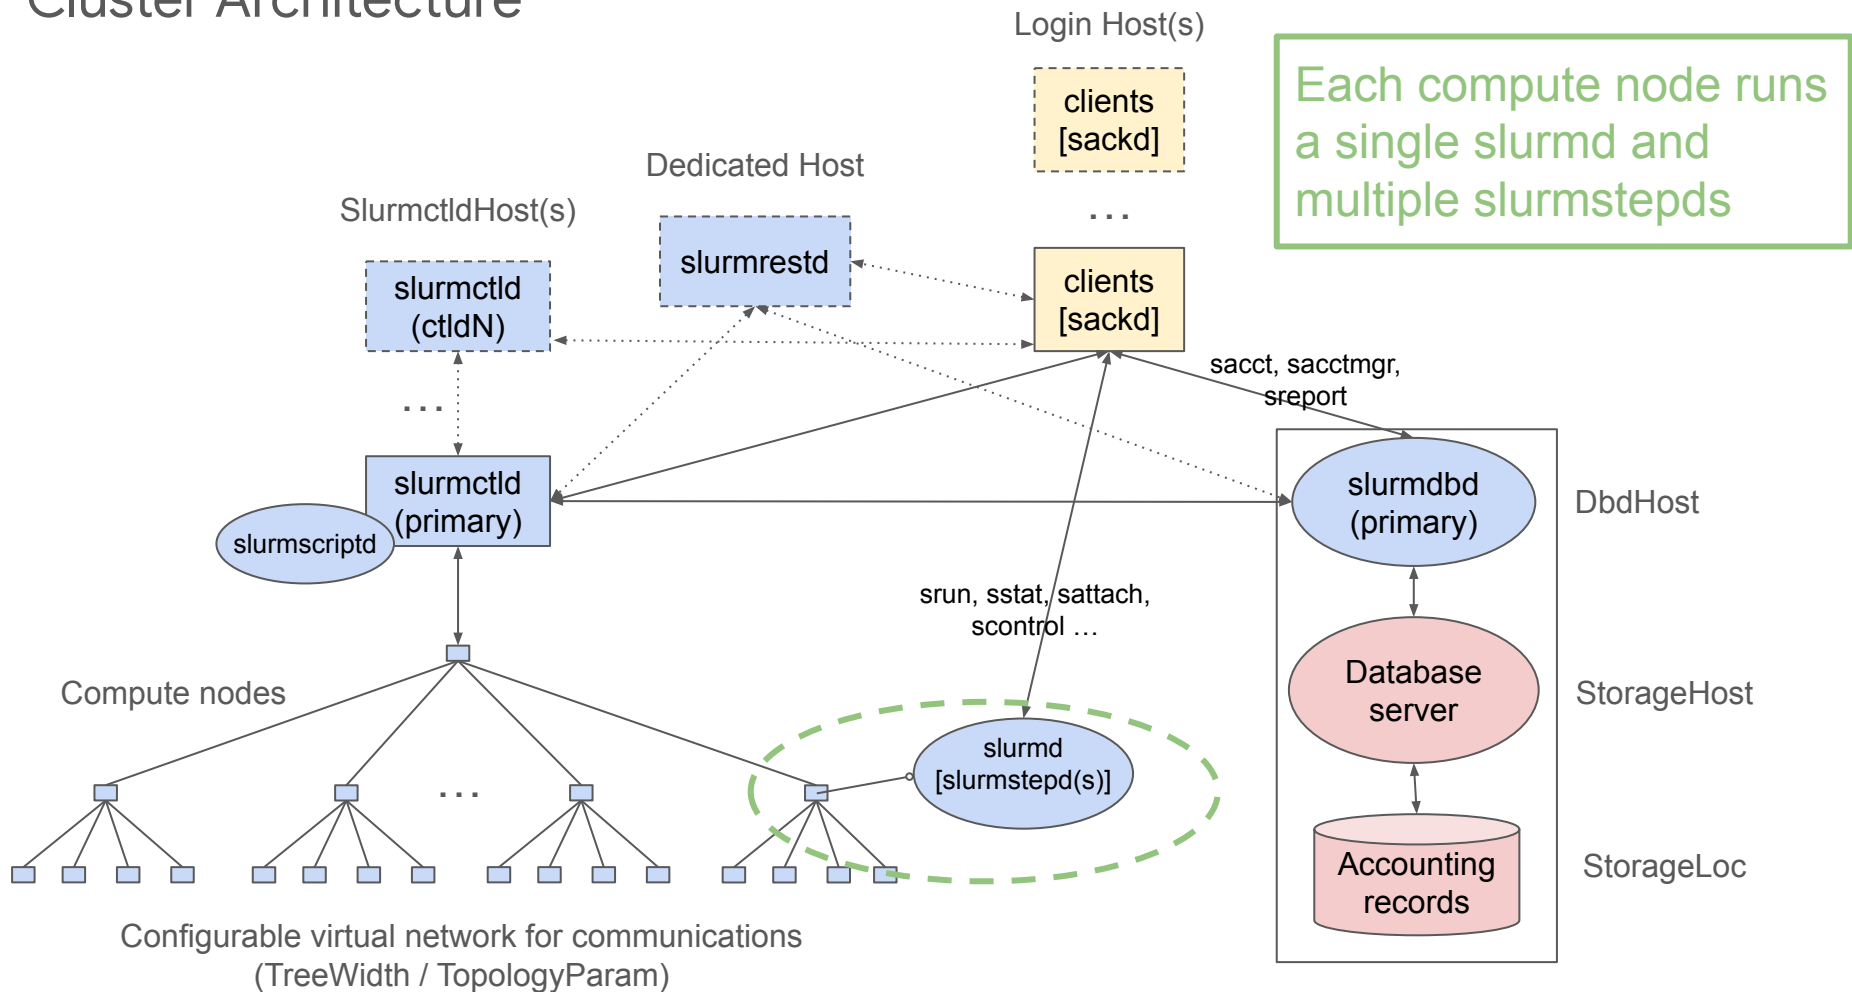 Cluster Architecture
Login Host(s)
clients
[sackd]
Each compute node runs
a single slurmd and
multiple slurmstepds
Dedicated Host
SlurmctldHost(s)
...
slurmrestd
clients
[sackd]
slurmctld
(ctldN)
sacct, sacctmgr,
sreport
...
slurmctld
(primary)
slurmscriptd
slurmdbd
(primary)
DbdHost
srun, sstat, sattach,
scontrol …
Compute nodes
Database
server
StorageHost
slurmd
[slurmstepd(s)]
...
Accounting
records
StorageLoc
Configurable virtual network for communications
(TreeWidth / TopologyParam)